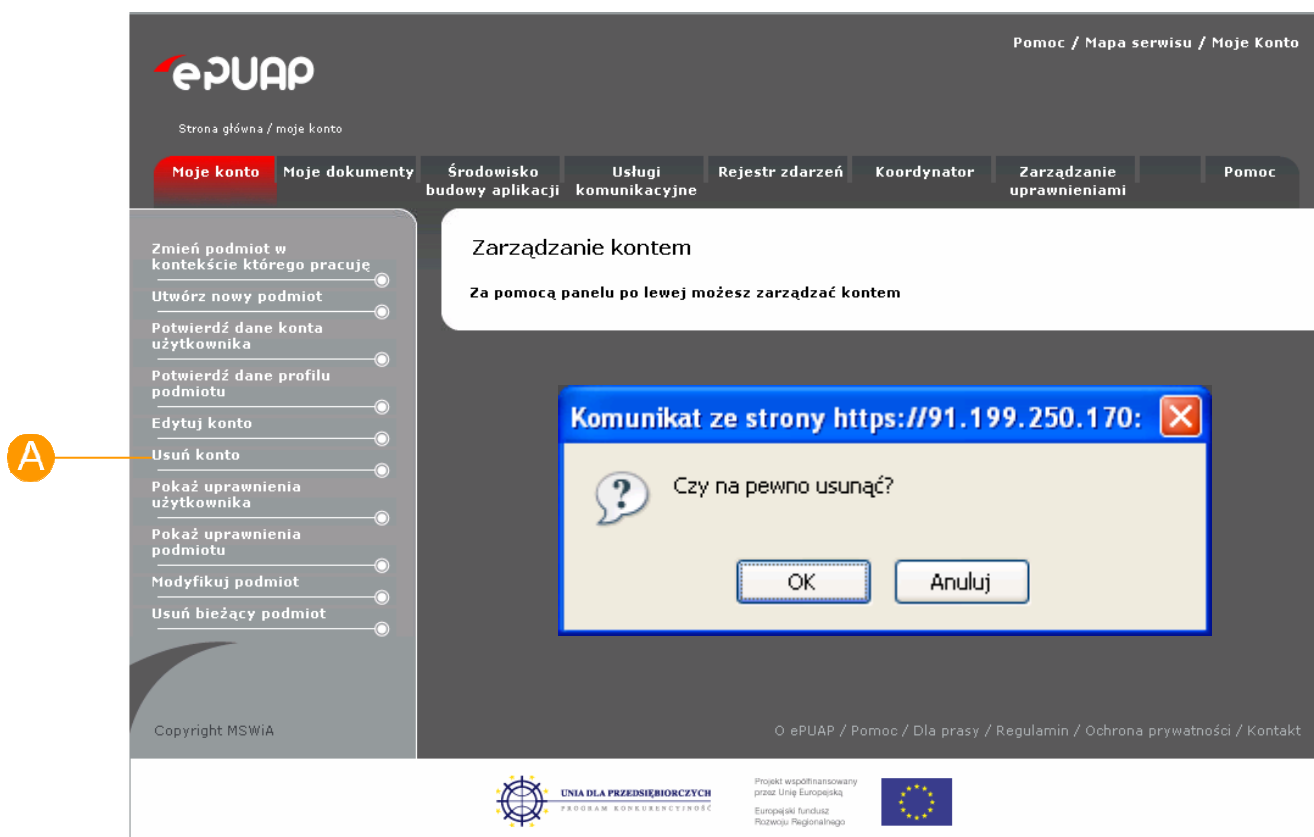 Pomoc / Mapa serwisu / Moje Konto
ePUAP
Strona główna / moje konto
Moje konto
Moje dokumenty
Środowisko
budowy aplikacji
Usługi
komunikacyjne
Rejestr zdarzeń
Koordynator
Zarządzanie
uprawnieniami
Pomoc
Zmień podmiot w
kontekście którego pracuję
Utwórz nowy podmiot
Potwierdź dane konta
użytkownika
Potwierdź dane profilu
podmiotu
Edytuj konto
A
Usuń konto
Pokaż uprawnienia
użytkownika
Pokaż uprawnienia
podmiotu
Modyfikuj podmiot
Usuń bieżący podmiot
Zarządzanie kontem
Za pomocą panelu po lewej możesz zarządzać kontem
Komunikat ze strony https://91.199.250.170:
Czy na pewno usunąć?
OK
Anuluj
Copyright MSWiA
O ePUAP / Pomoc / Dla prasy / Regulamin / Ochrona prywatności / Kontakt
UNIA DLA PRZEDSIĘBIORCZYCH
PROGRAM KONKURENCYJNOŚĆ
Projekt współfinansowany
przez Unię Europejską
Europejski fundusz
Rozwoju Regionalnego